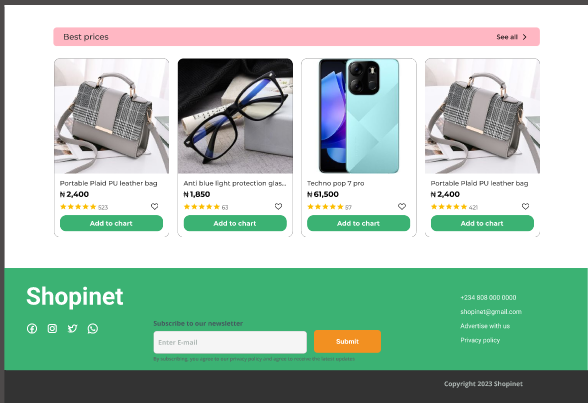 Best prices
See all
Portable Plaid PU leather bag
₦ 2,400
523
Add to chart
Anti blue light protection glas...
₦ 1,850
63
Add to chart
Techno pop 7 pro
₦ 61,500
97
Add to chart
Portable Plaid PU leather bag
₦ 2,400
421
Add to chart
Shopinet
Subscribe to our newsletter
Enter E-mail
Submit
By subscribing, you agree to our privacy policy and agree to receive the latest updates
+234 808 000 0000
shopinet@gmail.com
Advertise with us
Privacy policy
Copyright 2023 Shopinet